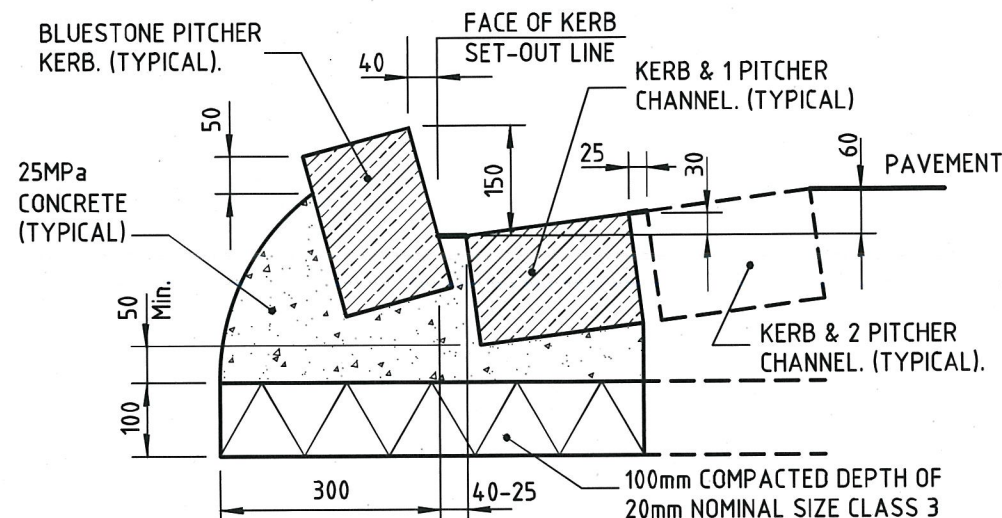 BLUESTONE PITCHER
KERB. (TYPICAL).
FACE OF KERB
SET-OUT LINE
40
KERB & 1 PITCHER
CHANNEL. (TYPICAL)
50
25MPa
CONCRETE
(TYPICAL)
150
25
30
60
PAVEMENT
50
Min.
KERB & 2 PITCHER
CHANNEL. (TYPICAL).
100
300
40-25
100mm COMPACTED DEPTH OF
20mm NOMINAL SIZE CLASS 3